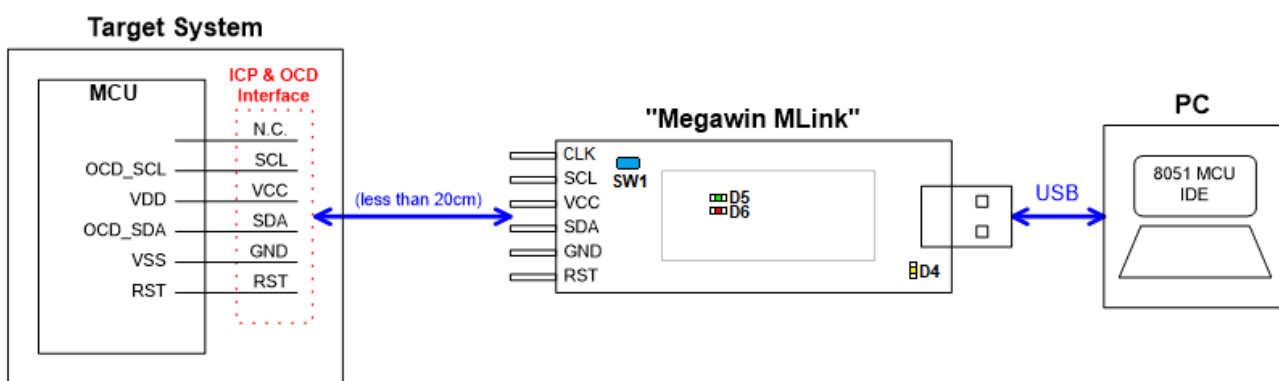 Target System
ICP & OCD
Interface
MCU
N.C.
OCD_SCL
SCL
VDD
VCC
OCD_SDA
SDA
VSS
GND
RST
RST
(less than 20cm)
"Megawin MLink"
CLK
SCL
VCC
SDA
GND
RST
SW1
D5
D6
D4
USB
PC
8051 MCU
IDE